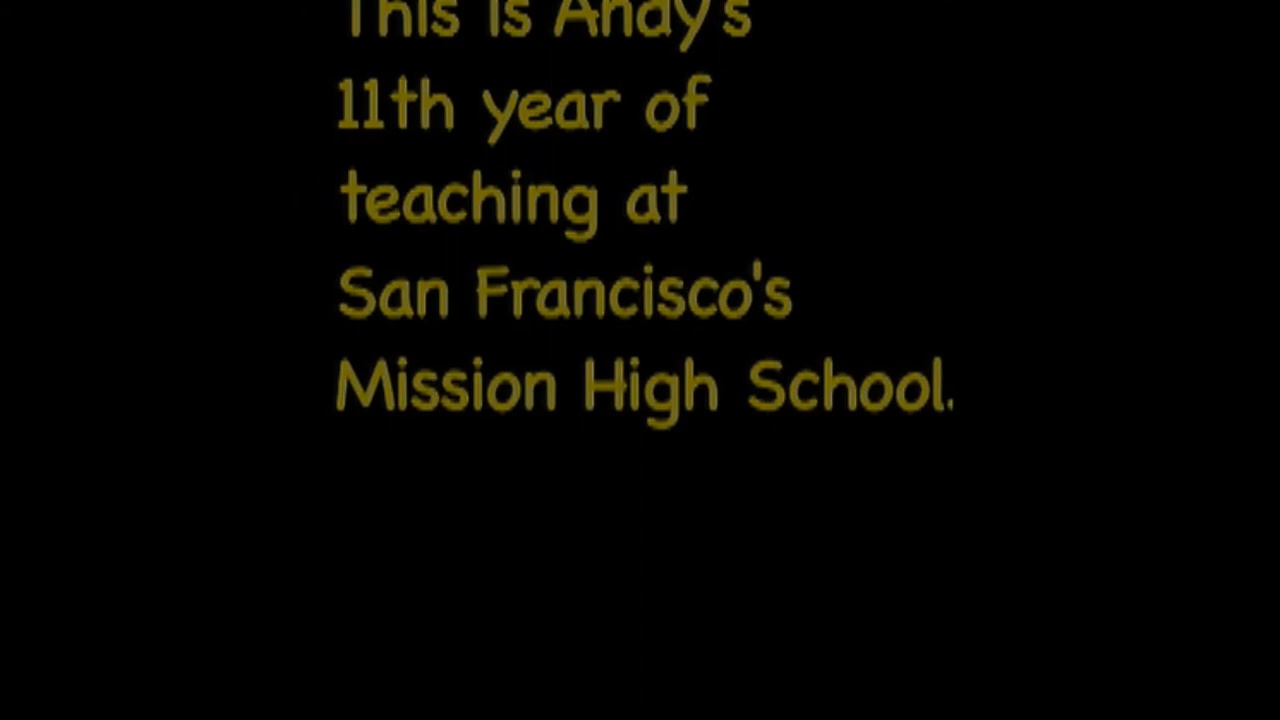 This is Andy's
11th year of
teaching at
San Francisco's
Mission High School.